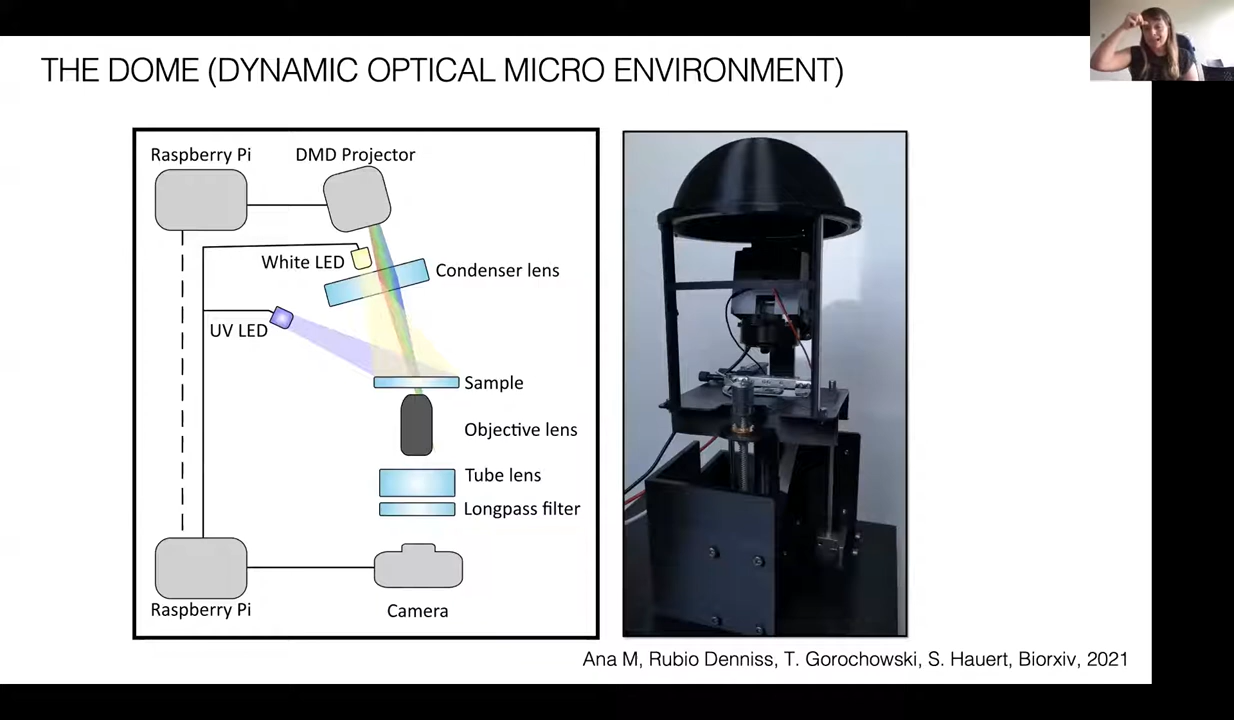 THE DOME (DYNAMIC OPTICAL MICRO ENVIRONMENT)
Raspberry Pi
DMD Projector
White LED
Condenser lens
UV LED
Sample
Objective lens
Tube lens
Longpass filter
Raspberry Pi
Camera
Ana M, Rubio Denniss, T. Gorochowski, S. Hauert, Biorxiv, 2021